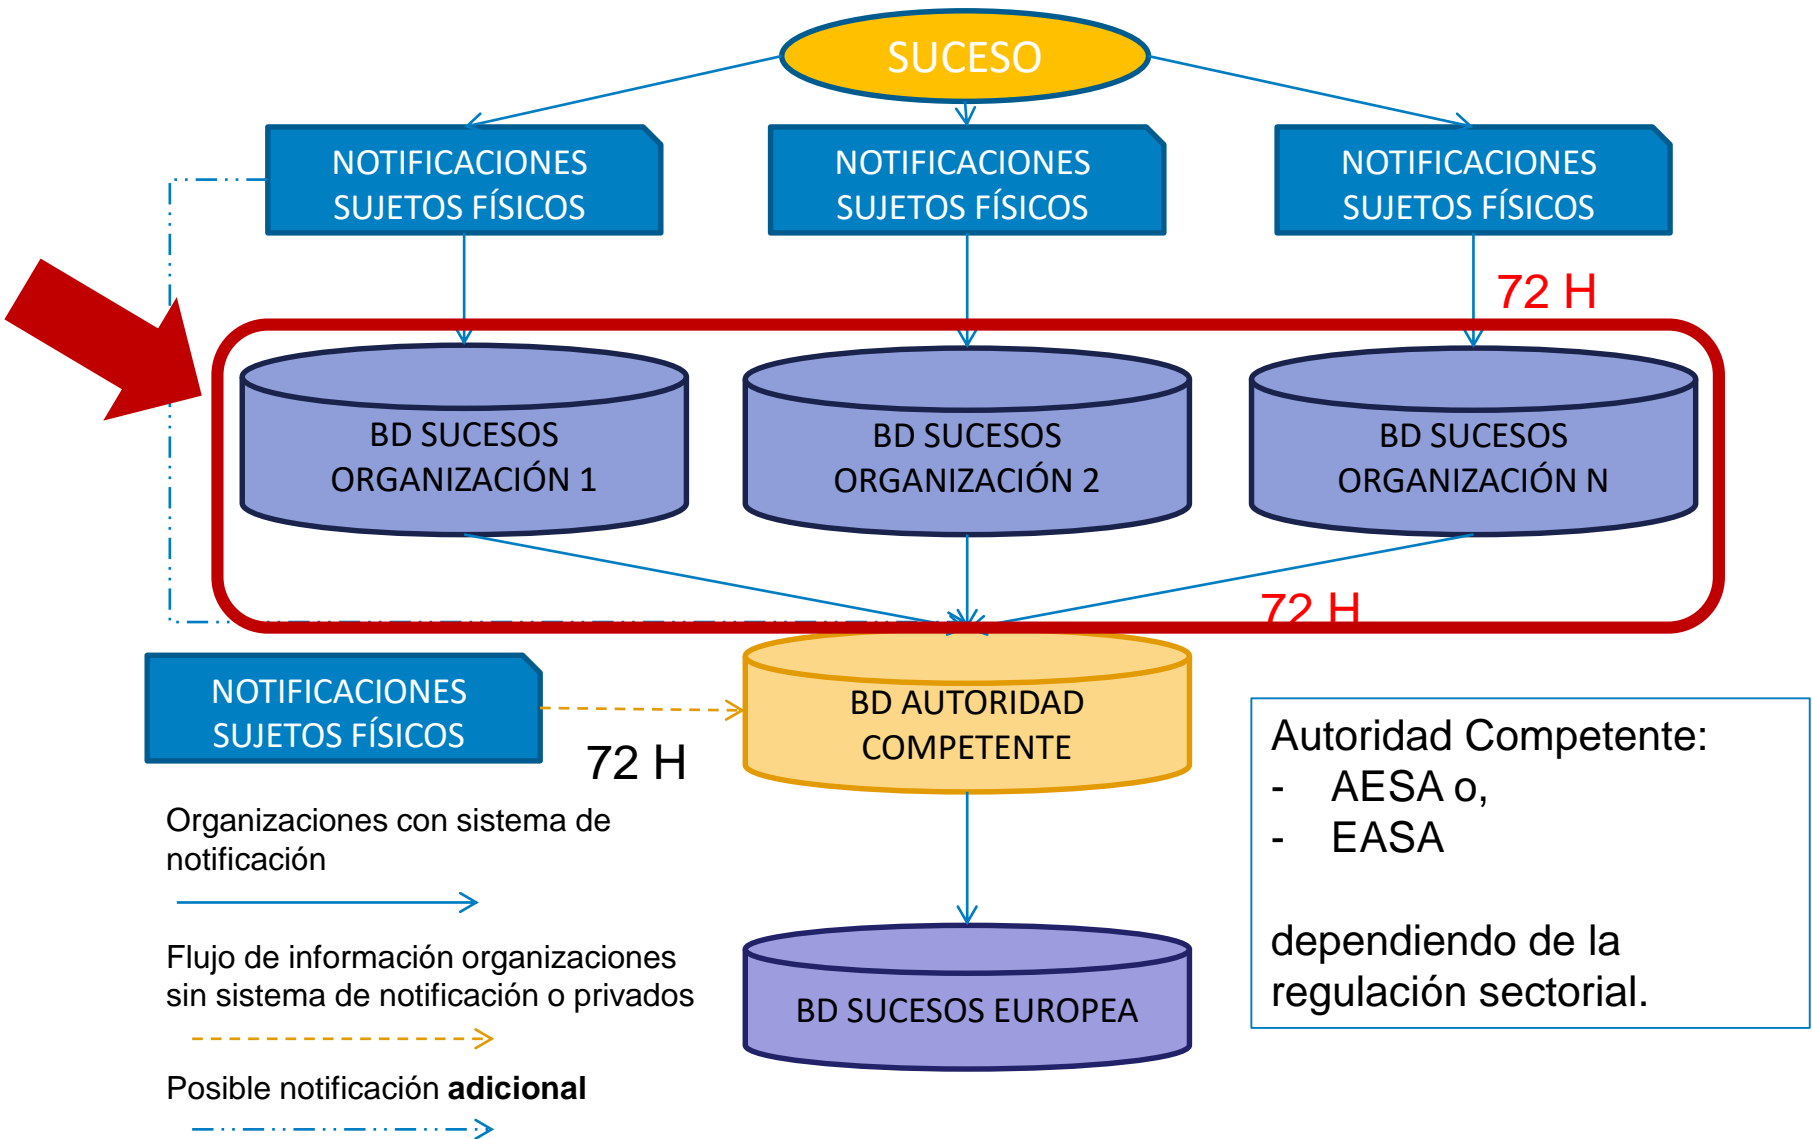 SUCESO
NOTIFICACIONES
SUJETOS FÍSICOS
NOTIFICACIONES
SUJETOS FÍSICOS
NOTIFICACIONES
SUJETOS FÍSICOS
72 H
BD SUCESOS
ORGANIZACIÓN 1
BD SUCESOS
ORGANIZACIÓN 2
BD SUCESOS
ORGANIZACIÓN N
72 H
NOTIFICACIONES
SUJETOS FÍSICOS
72 H
BD AUTORIDAD
COMPETENTE
Autoridad Competente:
- AESA o,
- EASA
dependiendo de la
regulación sectorial.
Organizaciones con sistema de
notificación
Flujo de información organizaciones
sin sistema de notificación o privados
Posible notificación adicional
BD SUCESOS EUROPEA